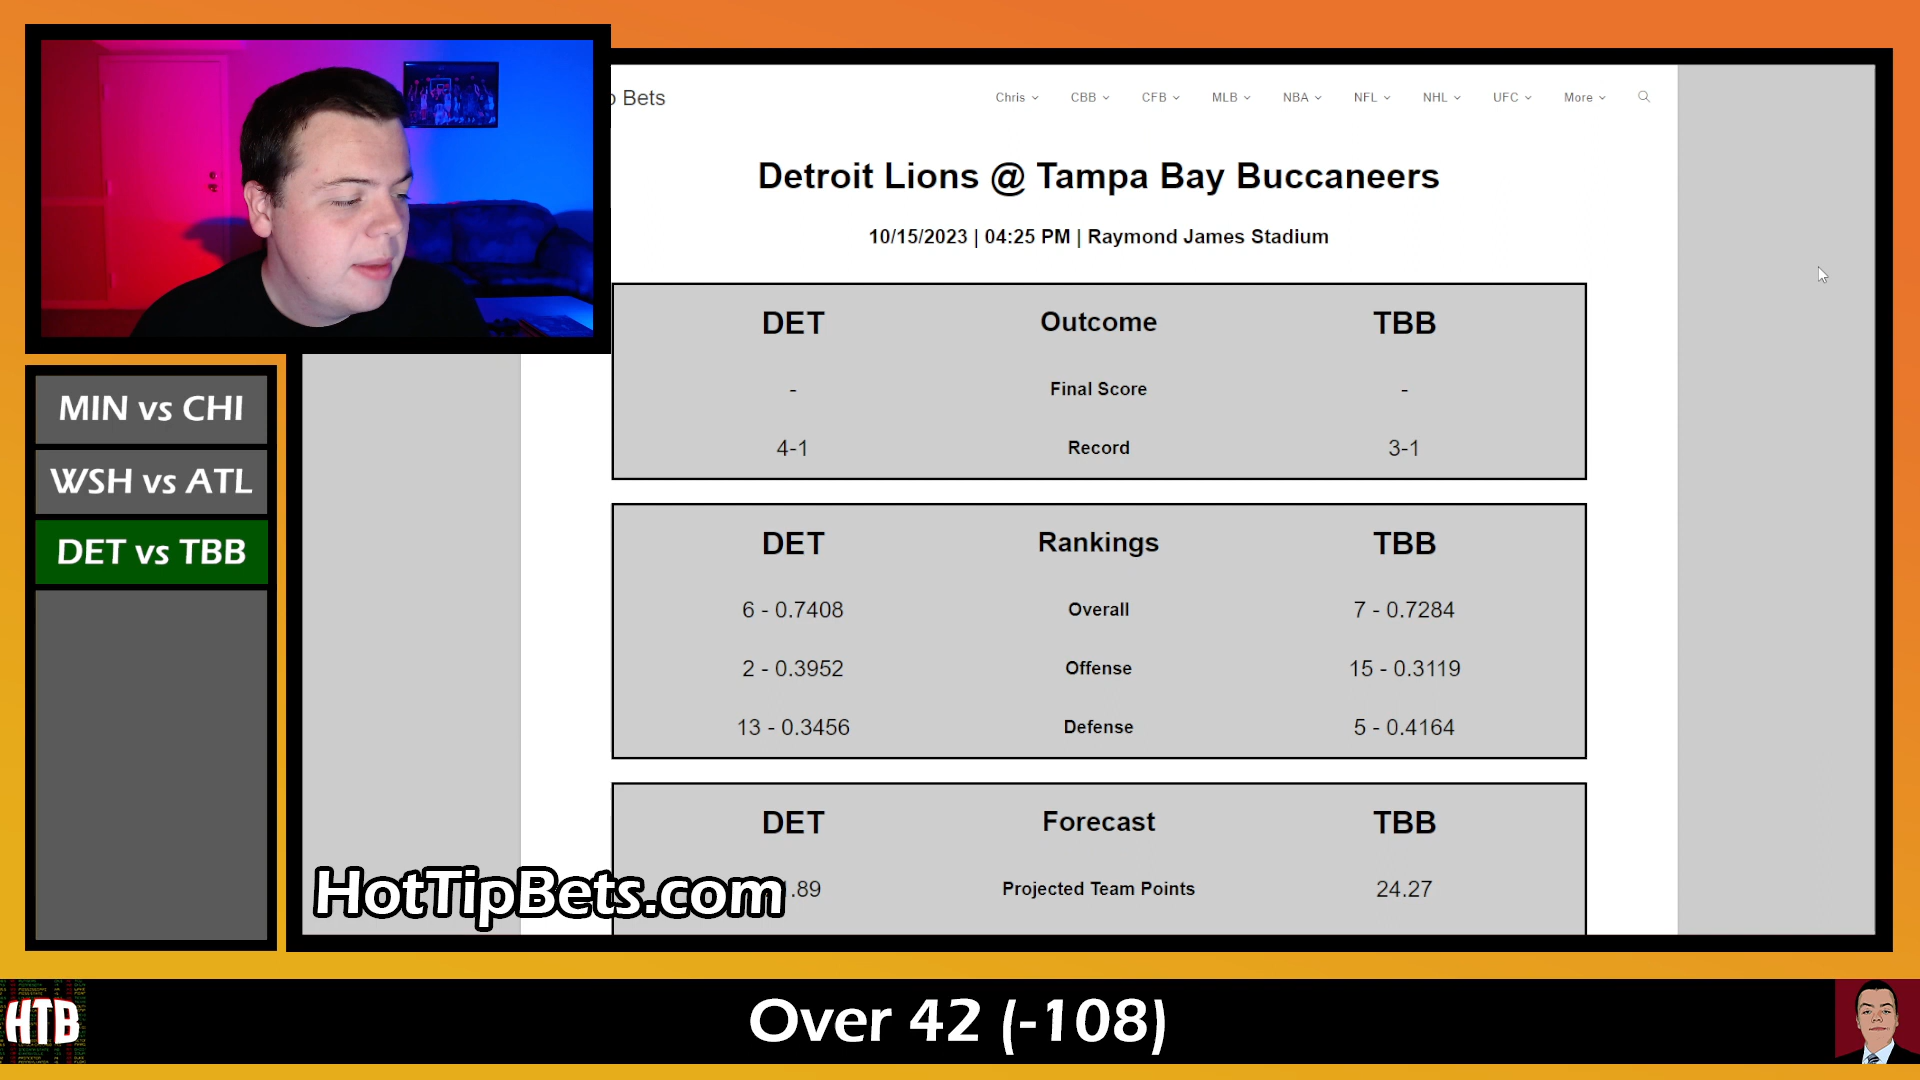 Bets
Chris CBB CFB MLB NBA NFL NHL UFC More
Detroit Lions @ Tampa Bay Buccaneers
10/15/2023 | 04:25 PM | Raymond James Stadium
DET Outcome TBB
- Final Score -
4-1 Record 3-1
DET Rankings TBB
6 - 0.7408 Overall 7 - 0.7284
2 - 0.3952 Offense 15 - 0.3119
13 - 0.3456 Defense 5 - 0.4164
DET Forecast TBB
.89 Projected Team Points 24.27
MIN vs CHI
WSH vs ATL
DET vs TBB
HotTipBets.com
HTB
Over 42 (-108)